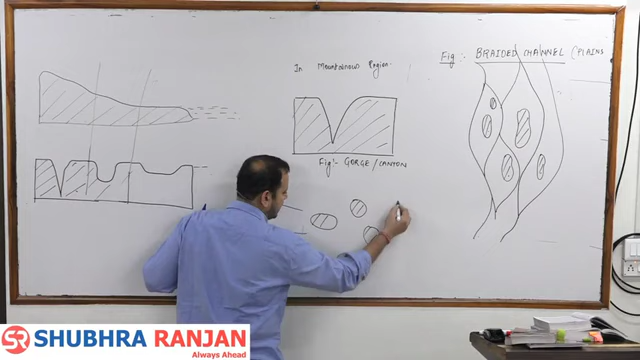 In Mountainous Region.
Fig:- GORGE/CANYON
Fig:- BRAIDED CHANNEL (PLAINS
SR SHUBHRA RANJAN
Always Ahead